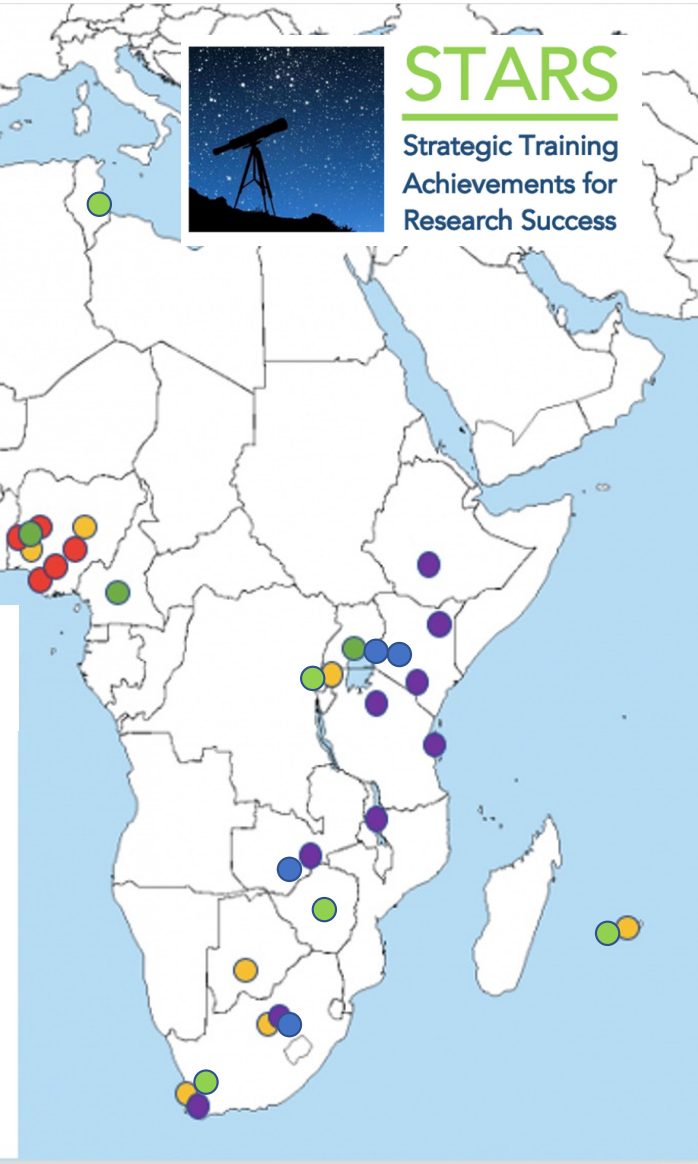 STARS
Strategic Training
Achievements for
Research Success